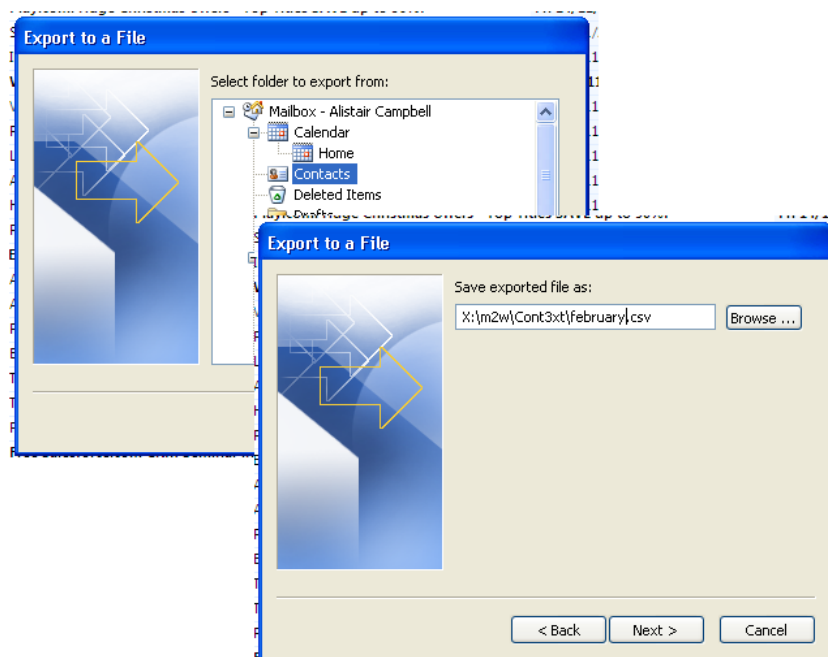 Export to a File
Select folder to export from:
Mailbox - Alistair Campbell
Calendar
Home
Contacts
Deleted Items
Export to a File
Save exported file as:
X:\m2w\Cont3xt\february.csv
Browse ...
< Back
Next >
Cancel